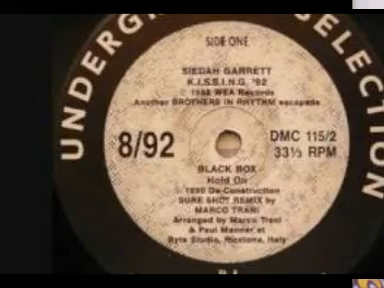 UNDERGR
SELECTION
SIDE ONE
SIEDAH GARRETT
K.I.S.S.I.N.G. '92
℗ 1988 WEA Records
Another BROTHERS IN RHYTHM escapade
8/92
DMC 115/2
33⅓ RPM
BLACK BOX
Hold On
℗ 1990 De-Construction
SURE SHOT REMIX by
MARCO TRANI
Arranged by Marco Trani
& Paul Manner at
Byte Studio, Riccione, Italy